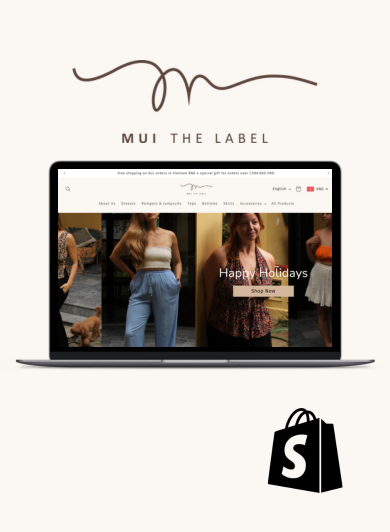 MUI THE LABEL
Free shipping on ALL orders in Vietnam AND a special gift for orders over 3 000 000 VND.
English
VND
About Us Dresses Rompers & Jumpsuits Tops Bottoms Skirts Accessories All Products
Happy Holidays
Shop Now
S